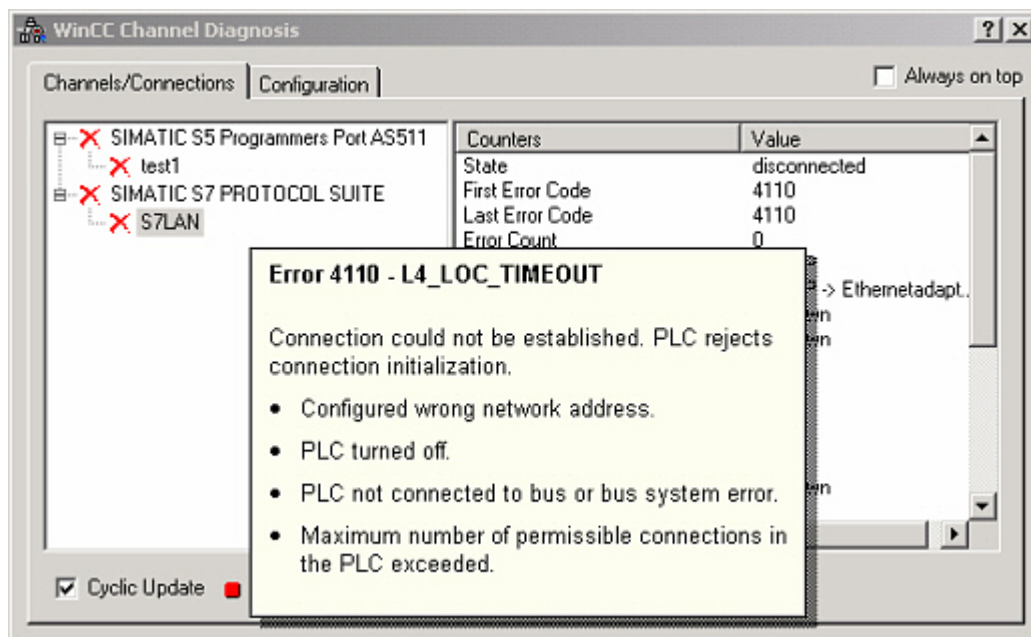 WinCC Channel Diagnosis
Channels/Connections
Configuration
Always on top
SIMATIC S5 Programmers Port AS511
test1
SIMATIC S7 PROTOCOL SUITE
S7LAN
Counters Value
State disconnected
First Error Code 4110
Last Error Code 4110
Error Count 0
-> Ethernetadapt..
Error 4110 - L4_LOC_TIMEOUT
Connection could not be established. PLC rejects
connection initialization.
• Configured wrong network address.
• PLC turned off.
• PLC not connected to bus or bus system error.
• Maximum number of permissible connections in
the PLC exceeded.
Cyclic Update